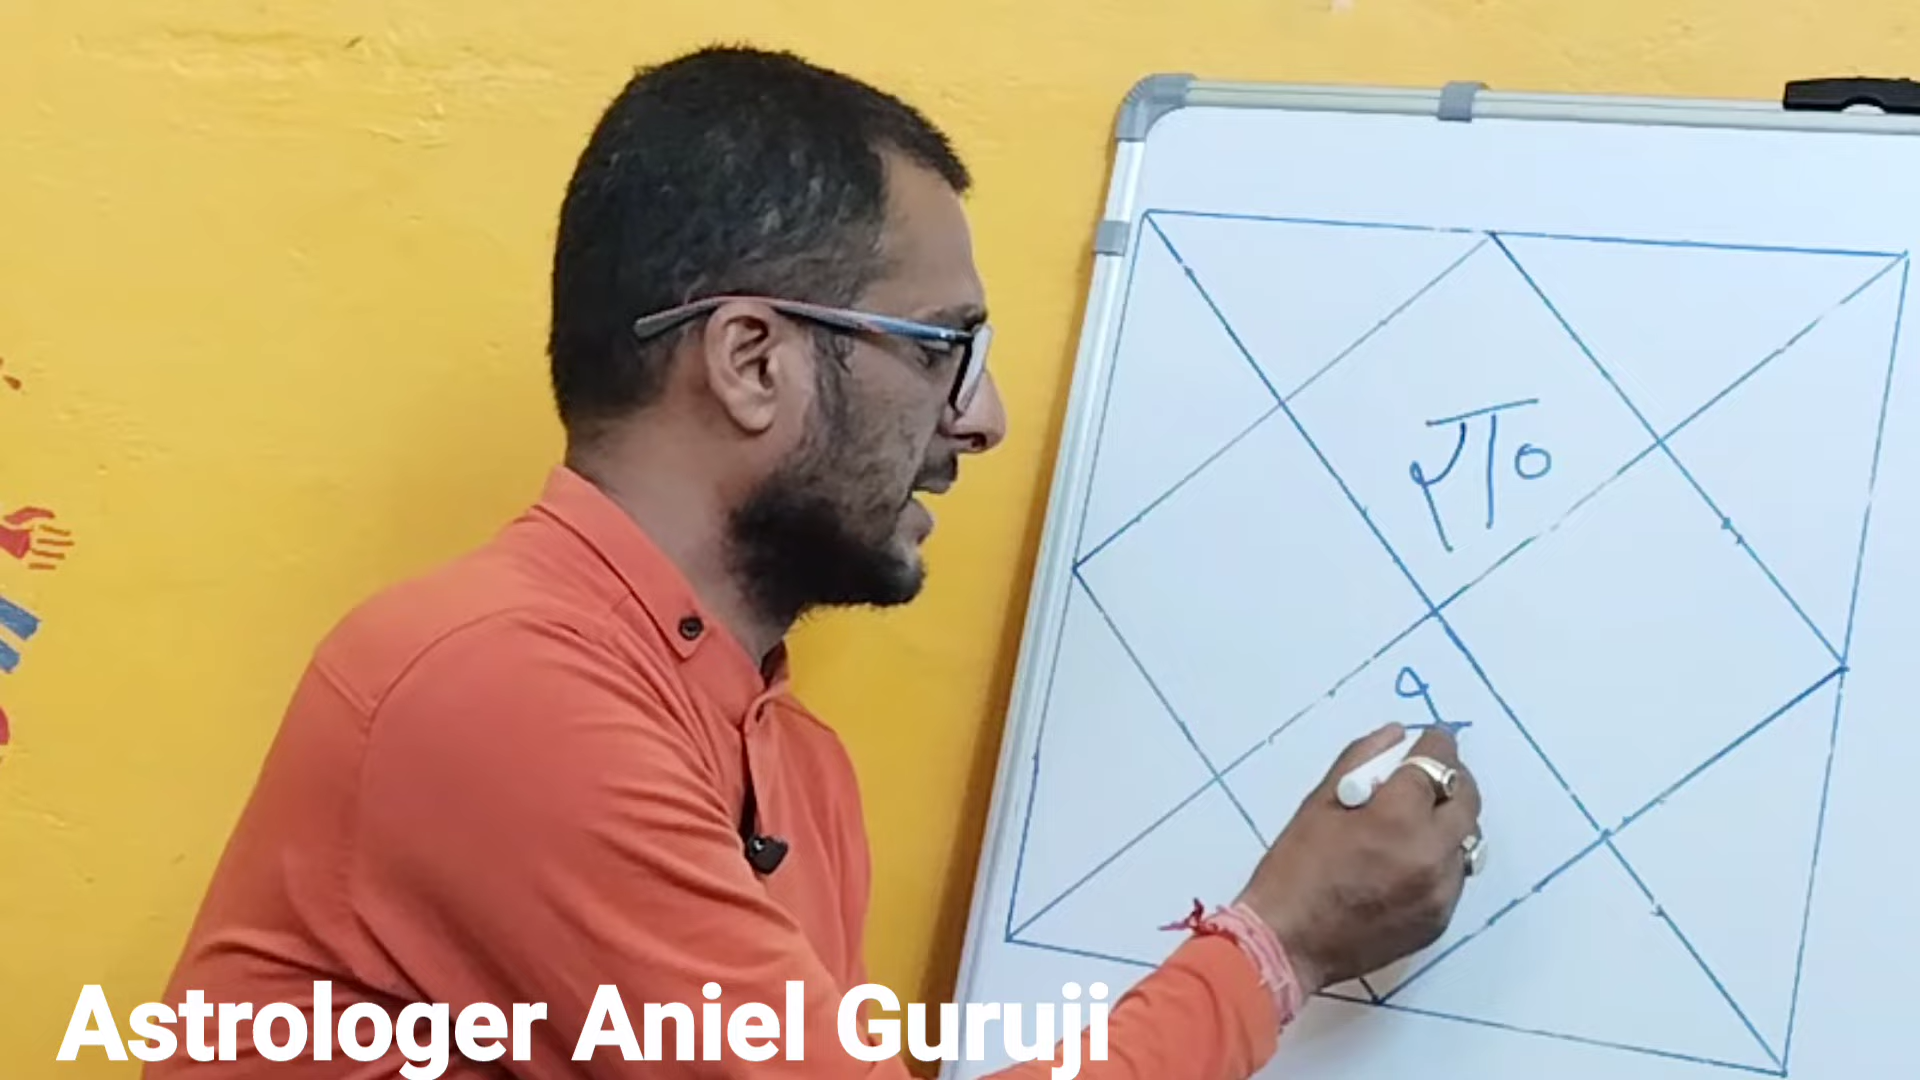 रा०
Astrologer Aniel Guruji